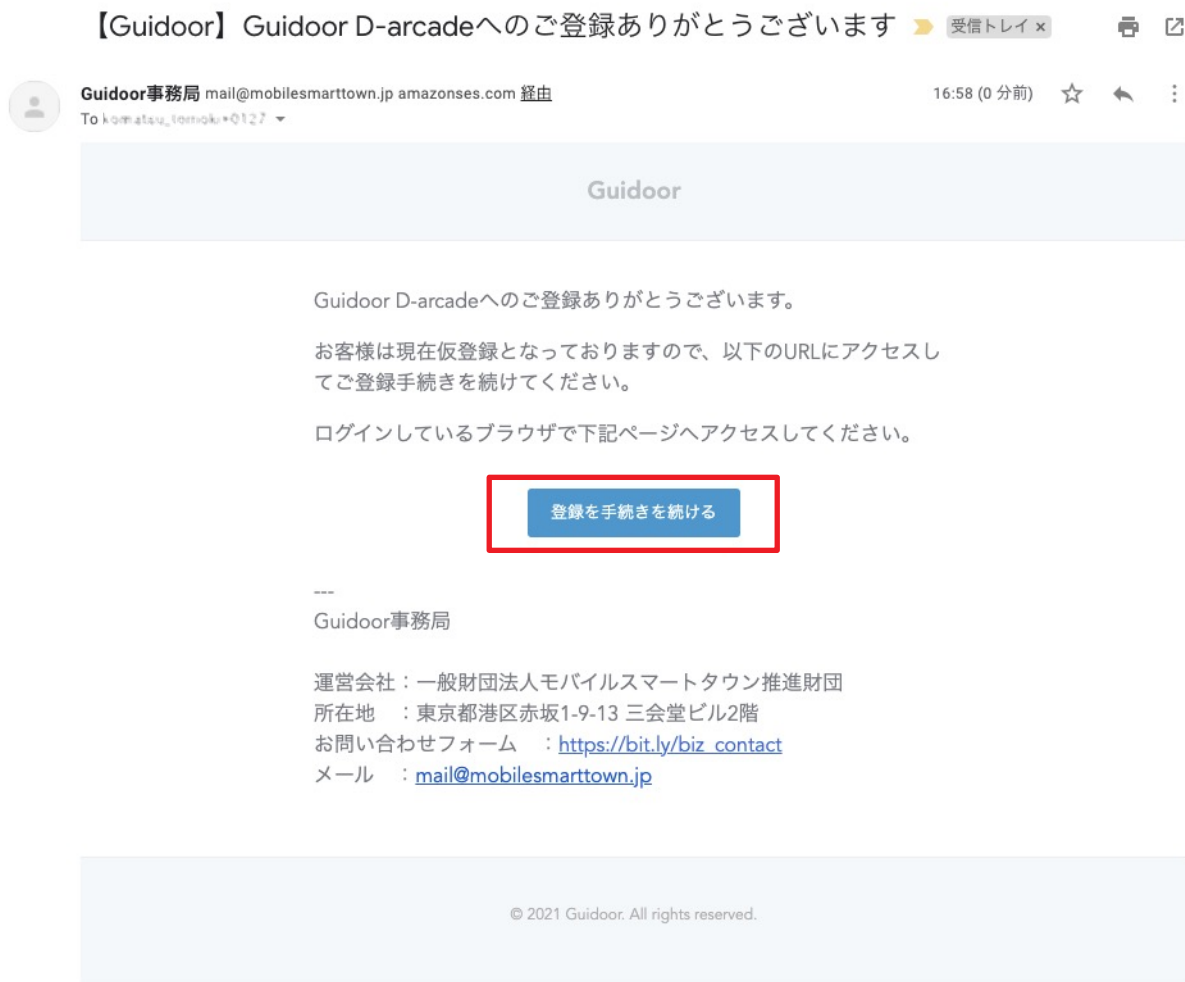 【Guidoor】Guidoor D-arcadeへのご登録ありがとうございます 受信トレイ ×
Guidoor事務局 mail@mobilesmarttown.jp amazonses.com 経由 16:58 (0 分前)
To
Guidoor
Guidoor D-arcadeへのご登録ありがとうございます。
お客様は現在仮登録となっておりますので、以下のURLにアクセスし
てご登録手続きを続けてください。
ログインしているブラウザで下記ページへアクセスしてください。
登録を手続きを続ける
---
Guidoor事務局
運営会社：一般財団法人モバイルスマートタウン推進財団
所在地　：東京都港区赤坂1-9-13 三会堂ビル2階
お問い合わせフォーム　：https://bit.ly/biz_contact
メール　：mail@mobilesmarttown.jp
© 2021 Guidoor. All rights reserved.